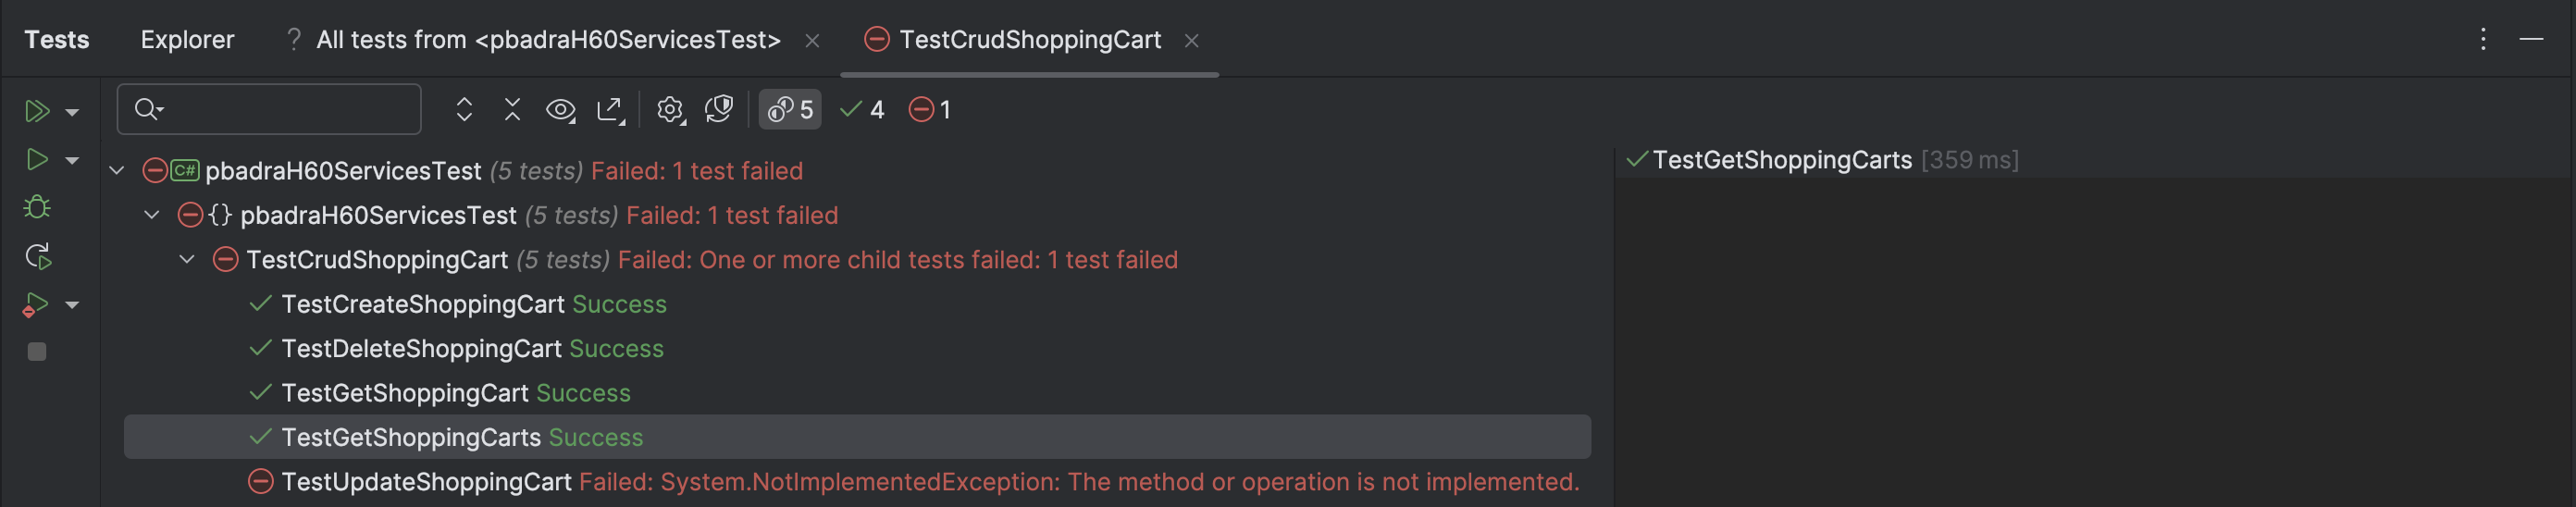 Tests Explorer ? All tests from <pbadraH60ServicesTest> × TestCrudShoppingCart ×
5 4 1
C# pbadraH60ServicesTest (5 tests) Failed: 1 test failed
{} pbadraH60ServicesTest (5 tests) Failed: 1 test failed
TestCrudShoppingCart (5 tests) Failed: One or more child tests failed: 1 test failed
TestCreateShoppingCart Success
TestDeleteShoppingCart Success
TestGetShoppingCart Success
TestGetShoppingCarts Success
TestUpdateShoppingCart Failed: System.NotImplementedException: The method or operation is not implemented.
TestGetShoppingCarts [359 ms]